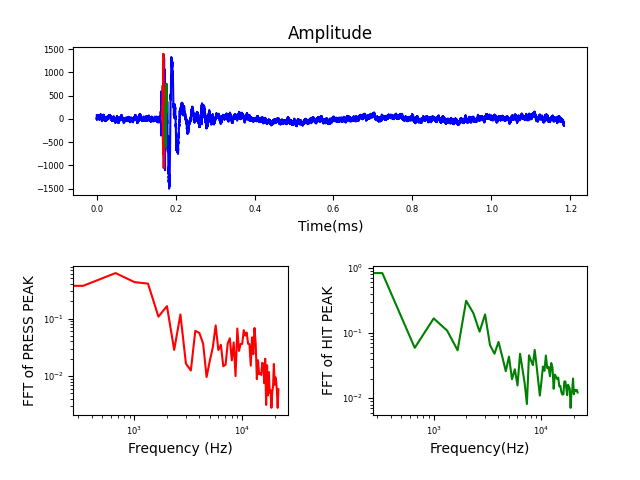 Amplitude
1500
1000
500
0
−500
−1000
−1500
0.0 0.2 0.4 0.6 0.8 1.0 1.2
Time(ms)
FFT of PRESS PEAK
10⁻¹
10⁻²
10³ 10⁴
Frequency (Hz)
FFT of HIT PEAK
10⁰
10⁻¹
10⁻²
10³ 10⁴
Frequency(Hz)